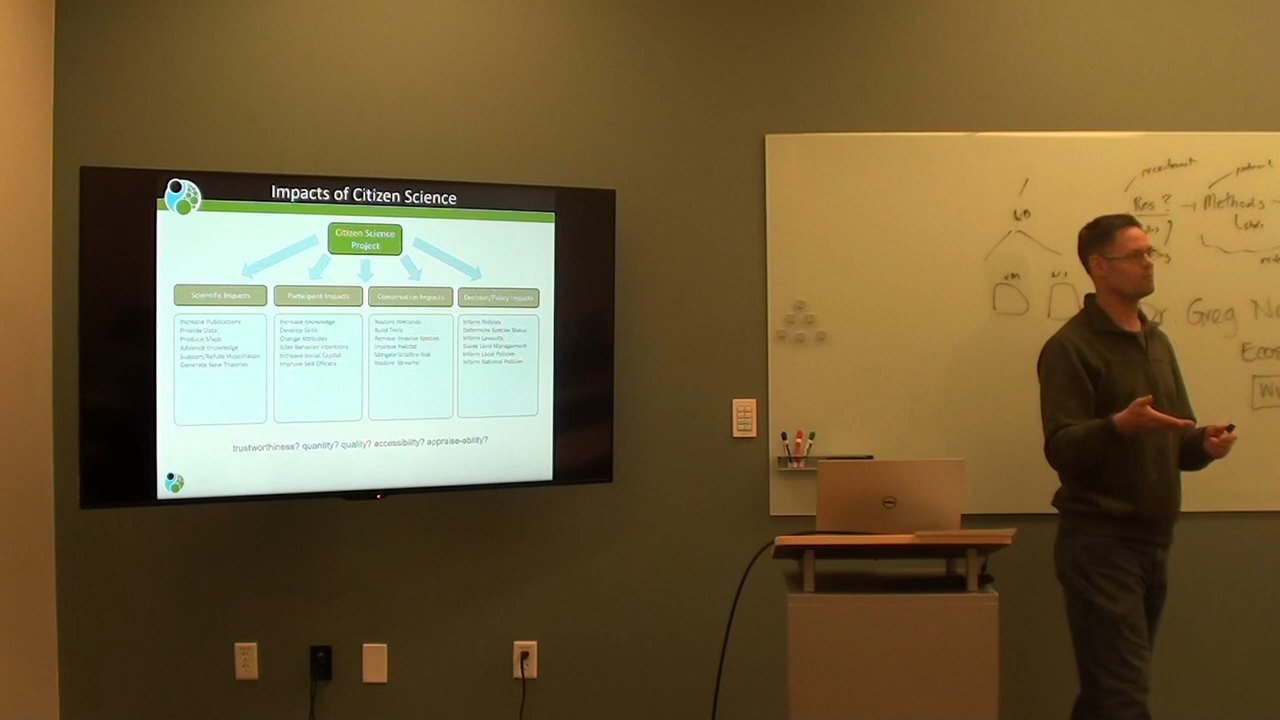 Impacts of Citizen Science
Citizen Science
Project
Scientific Impacts
Participant Impacts
Conservation Impacts
Decision/Policy Impacts
Increase Publications
Provide Data
Produce Maps
Advance Knowledge
Support/Refute Hypothesis
Generate New Theories
Increase Knowledge
Develop Skills
Change Attitudes
Alter Behavior Intentions
Increase Social Capital
Improve Self Efficacy
Restore Wetlands
Build Trails
Remove Invasive Species
Improve Habitat
Mitigate Wildfire Risk
Restore Streams
Inform Policies
Determine Species Status
Inform Lawsuits
Guide Land Management
Inform Local Policies
Inform National Policies
trustworthiness? quantity? quality? accessibility? appraise-ability?
recruitment
Res ? → Methods
Dr. Greg
DELL